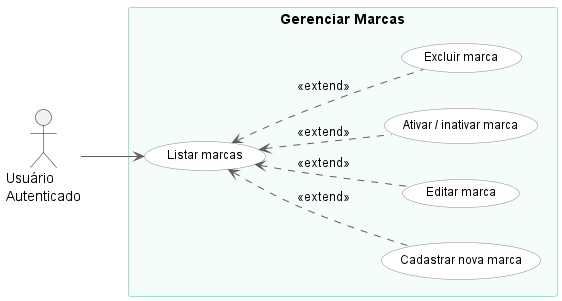 Gerenciar Marcas
Excluir marca
«extend»
Ativar / inativar marca
«extend»
Listar marcas
«extend»
Editar marca
«extend»
Cadastrar nova marca
Usuário
Autenticado